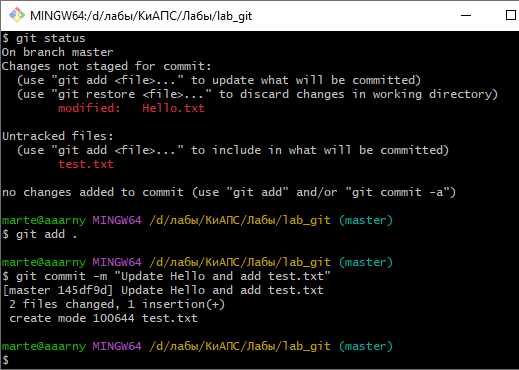 MINGW64:/d/лабы/КиАПС/Лабы/lab_git
$ git status
On branch master
Changes not staged for commit:
  (use "git add <file>..." to update what will be committed)
  (use "git restore <file>..." to discard changes in working directory)
        modified:   Hello.txt

Untracked files:
  (use "git add <file>..." to include in what will be committed)
        test.txt

no changes added to commit (use "git add" and/or "git commit -a")

marte@aaarny MINGW64 /d/лабы/КиАПС/Лабы/lab_git (master)
$ git add .

marte@aaarny MINGW64 /d/лабы/КиАПС/Лабы/lab_git (master)
$ git commit -m "Update Hello and add test.txt"
[master 145df9d] Update Hello and add test.txt
 2 files changed, 1 insertion(+)
 create mode 100644 test.txt

marte@aaarny MINGW64 /d/лабы/КиАПС/Лабы/lab_git (master)
$